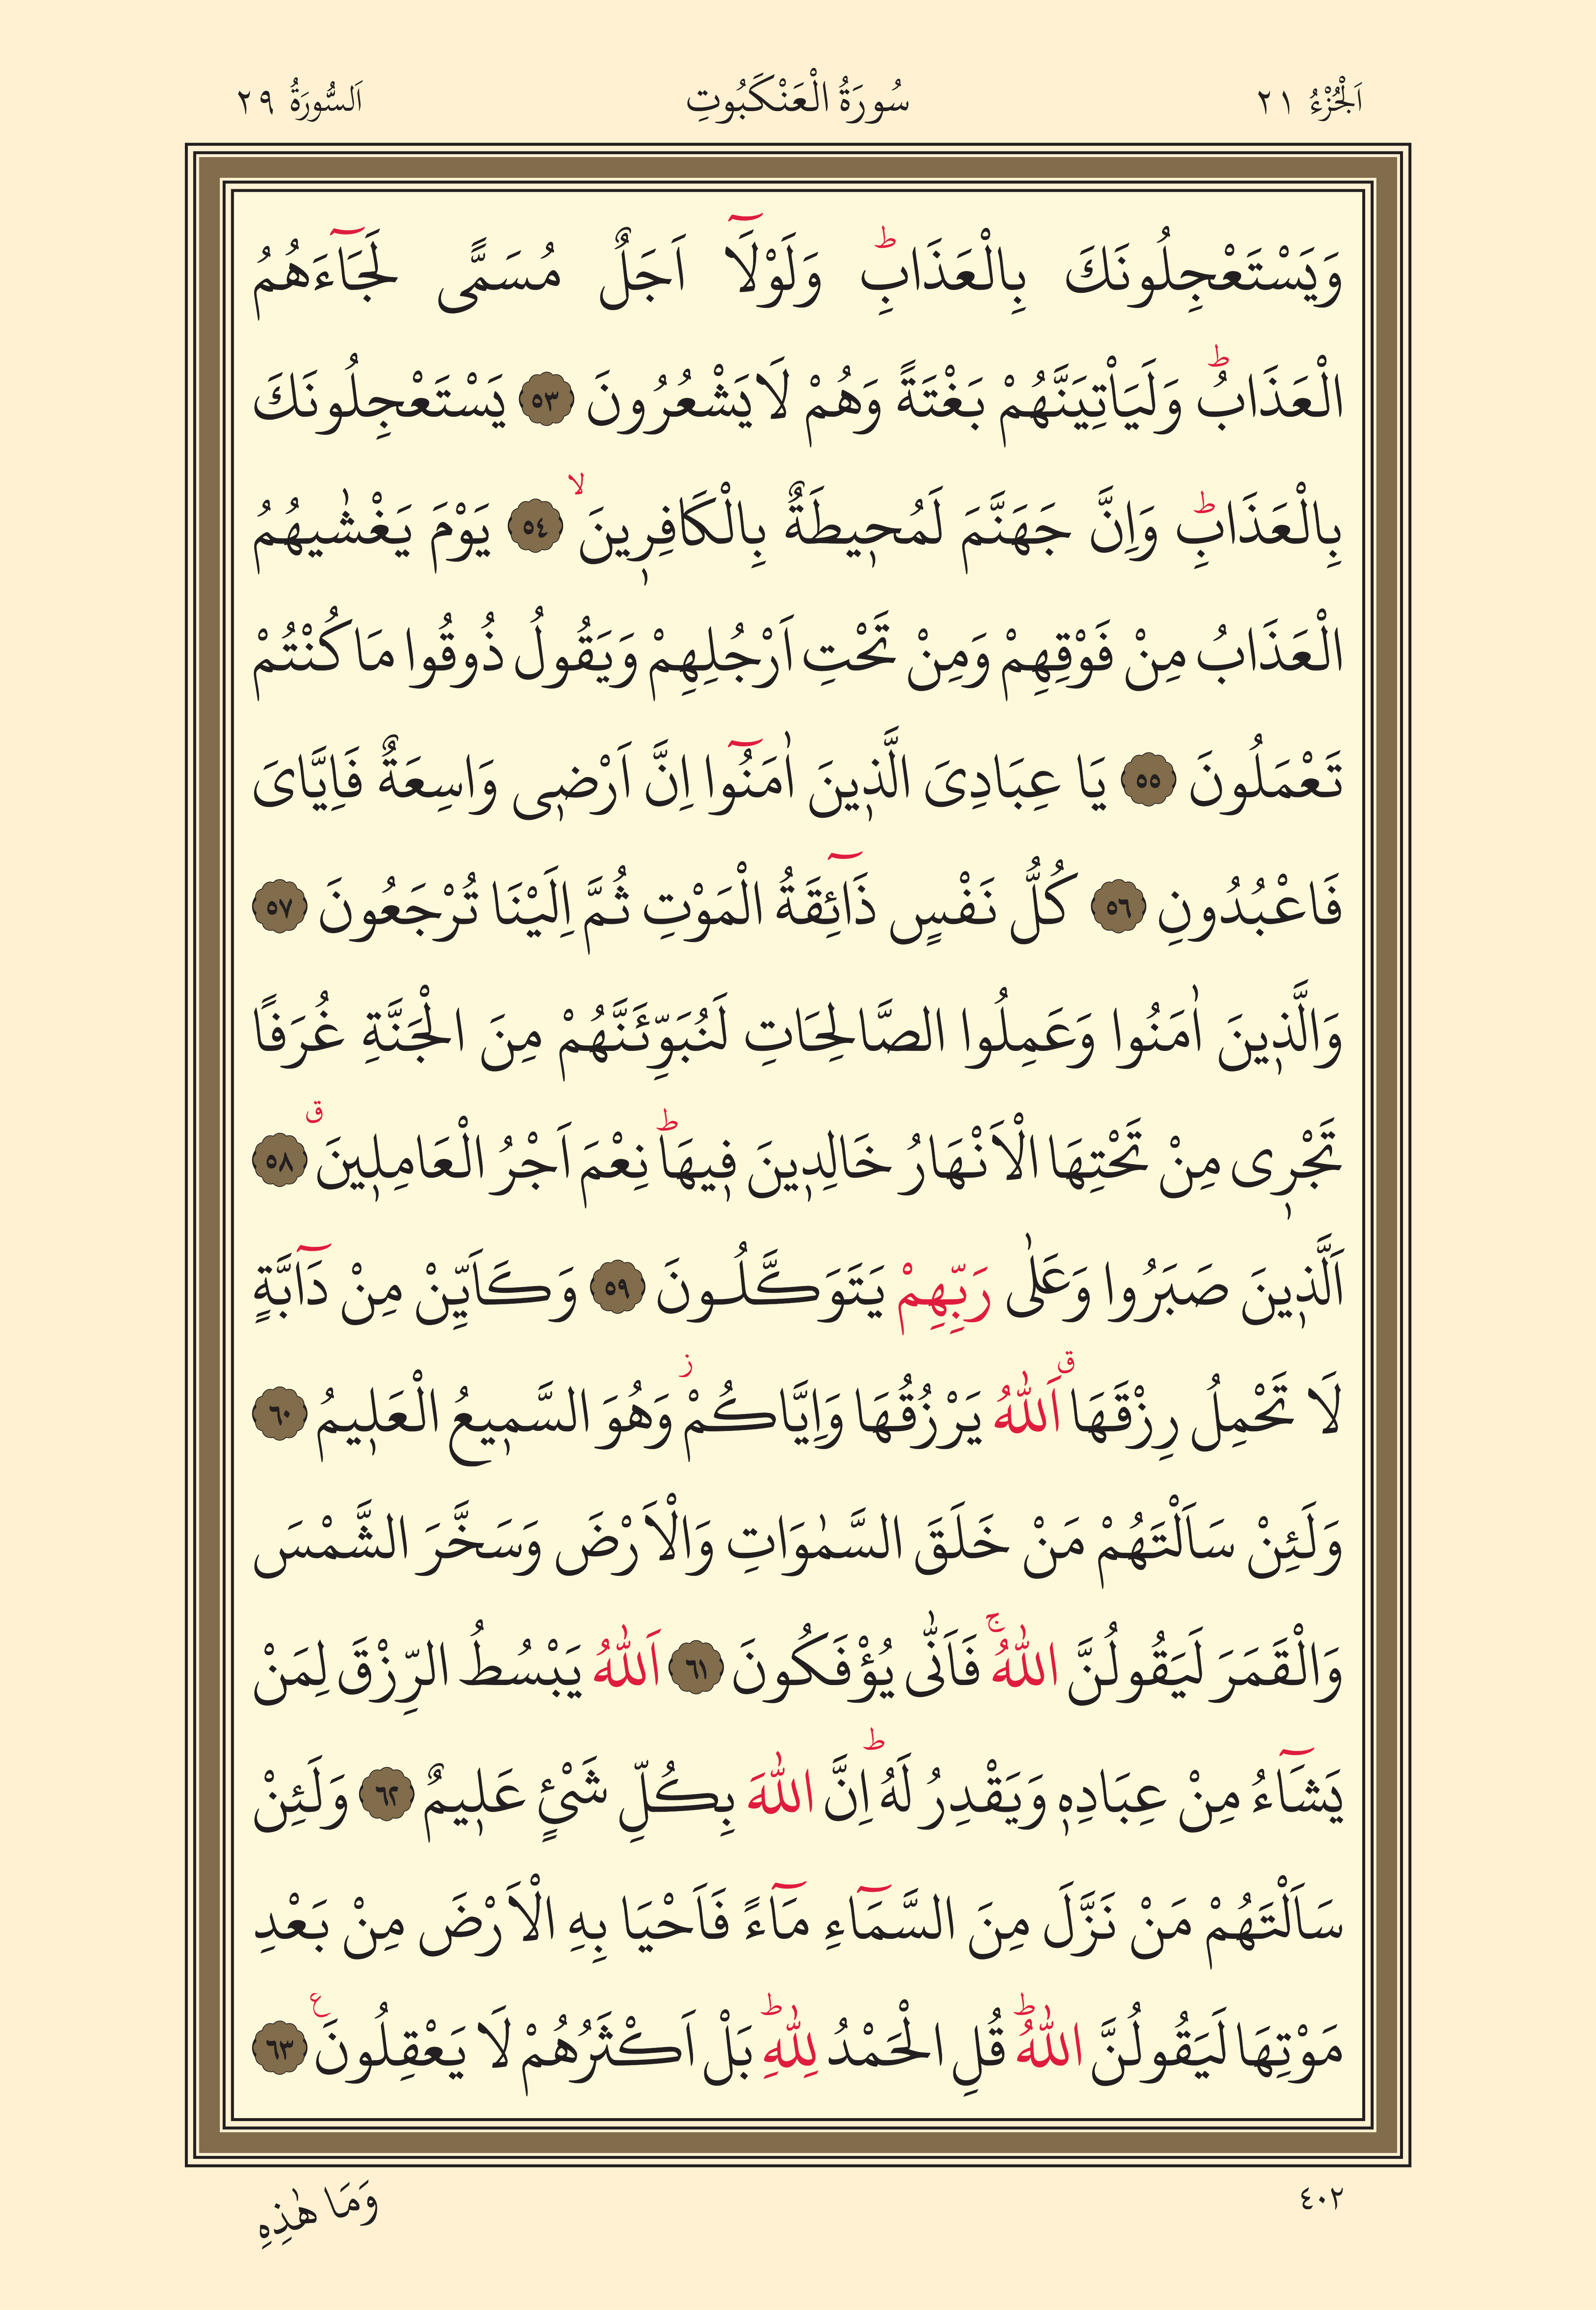 اَلْجُزْءُ ٢١ سُورَةُ الْعَنْكَبُوتِ اَلسُّورَةُ ٢٩
وَيَسْتَعْجِلُونَكَ بِالْعَذَابِۜ وَلَوْلَٓا اَجَلٌ مُسَمًّى لَجَٓاءَهُمُ
الْعَذَابُۜ وَلَيَأْتِيَنَّهُمْ بَغْتَةً وَهُمْ لَا يَشْعُرُونَ ٥٣ يَسْتَعْجِلُونَكَ
بِالْعَذَابِۜ وَاِنَّ جَهَنَّمَ لَمُح۪يطَةٌ بِالْكَافِر۪ينَۙ ٥٤ يَوْمَ يَغْشٰيهُمُ
الْعَذَابُ مِنْ فَوْقِهِمْ وَمِنْ تَحْتِ اَرْجُلِهِمْ وَيَقُولُ ذُوقُوا مَا كُنْتُمْ
تَعْمَلُونَ ٥٥ يَا عِبَادِىَ الَّذ۪ينَ اٰمَنُٓوا اِنَّ اَرْض۪ى وَاسِعَةٌ فَاِيَّاىَ
فَاعْبُدُونِ ٥٦ كُلُّ نَفْسٍ ذَٓائِقَةُ الْمَوْتِ ثُمَّ اِلَيْنَا تُرْجَعُونَ ٥٧
وَالَّذ۪ينَ اٰمَنُوا وَعَمِلُوا الصَّالِحَاتِ لَنُبَوِّئَنَّهُمْ مِنَ الْجَنَّةِ غُرَفًا
تَجْر۪ى مِنْ تَحْتِهَا الْاَنْهَارُ خَالِد۪ينَ ف۪يهَاۜ نِعْمَ اَجْرُ الْعَامِل۪ينَۗ ٥٨
اَلَّذ۪ينَ صَبَرُوا وَعَلٰى رَبِّهِمْ يَتَوَكَّلُونَ ٥٩ وَكَاَيِّنْ مِنْ دَٓابَّةٍ
لَا تَحْمِلُ رِزْقَهَاۗ اَللّٰهُ يَرْزُقُهَا وَاِيَّاكُمْۘ وَهُوَ السَّم۪يعُ الْعَل۪يمُ ٦٠
وَلَئِنْ سَاَلْتَهُمْ مَنْ خَلَقَ السَّمٰوَاتِ وَالْاَرْضَ وَسَخَّرَ الشَّمْسَ
وَالْقَمَرَ لَيَقُولُنَّ اللّٰهُۚ فَاَنّٰى يُؤْفَكُونَ ٦١ اَللّٰهُ يَبْسُطُ الرِّزْقَ لِمَنْ
يَشَٓاءُ مِنْ عِبَادِه۪ وَيَقْدِرُ لَهُۜ اِنَّ اللّٰهَ بِكُلِّ شَىْئٍ عَل۪يمٌ ٦٢ وَلَئِنْ
سَاَلْتَهُمْ مَنْ نَزَّلَ مِنَ السَّمَٓاءِ مَٓاءً فَاَحْيَا بِهِ الْاَرْضَ مِنْ بَعْدِ
مَوْتِهَا لَيَقُولُنَّ اللّٰهُۜ قُلِ الْحَمْدُ لِلّٰهِۜ بَلْ اَكْثَرُهُمْ لَا يَعْقِلُونَ ع ٦٣
وَمَا هٰذِهِ ٤٠٢